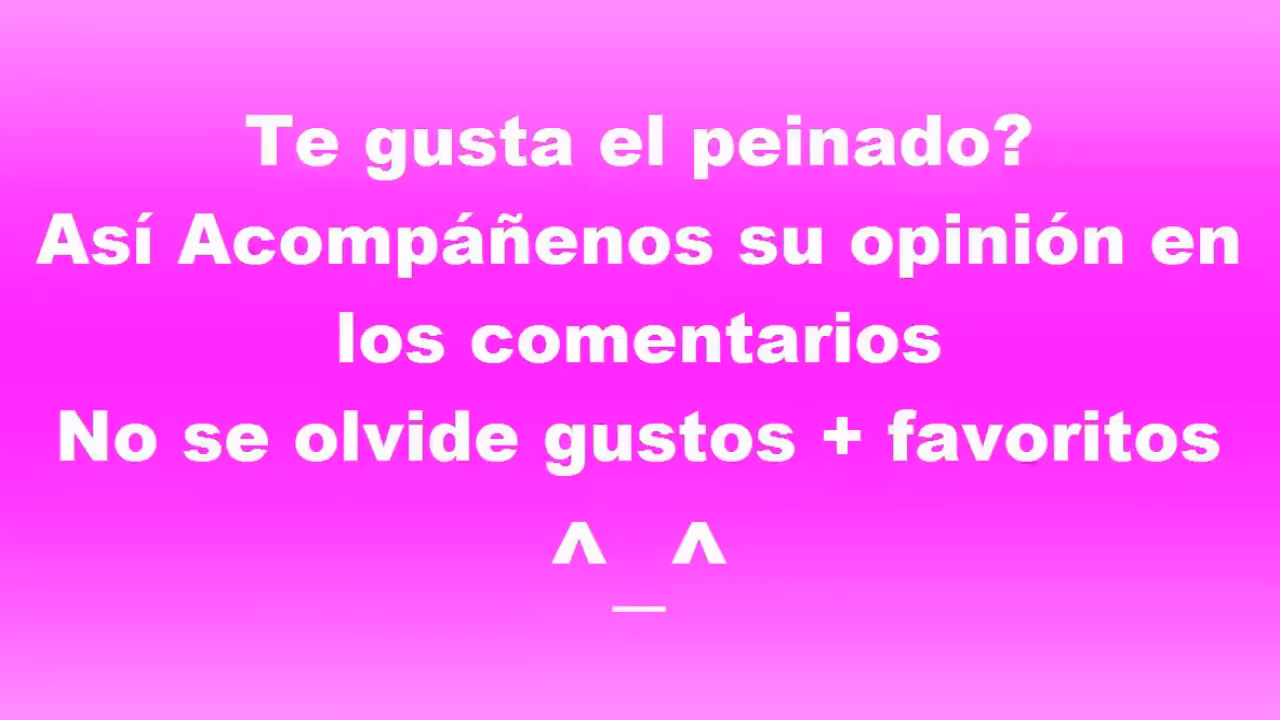 Te gusta el peinado?
Así Acompáñenos su opinión en
los comentarios
No se olvide gustos + favoritos
^_^